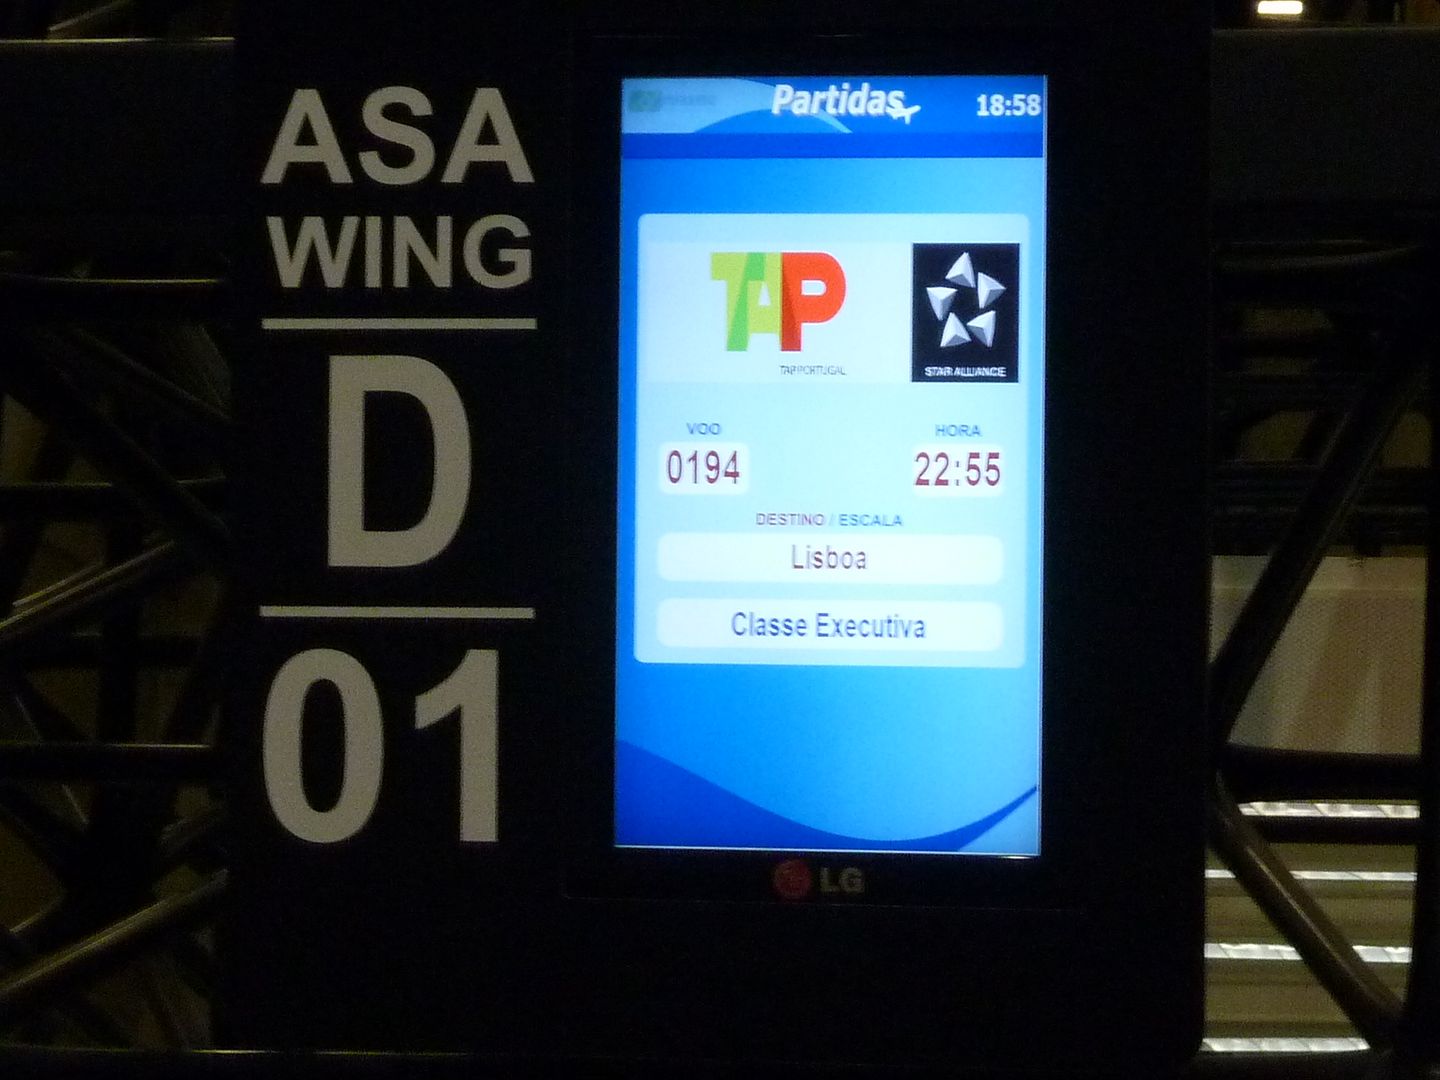 ASA
WING
D
01
Partidas
18:58
TAP
TAP PORTUGAL
STAR ALLIANCE
VOO
HORA
0194
22:55
DESTINO / ESCALA
Lisboa
Classe Executiva
LG